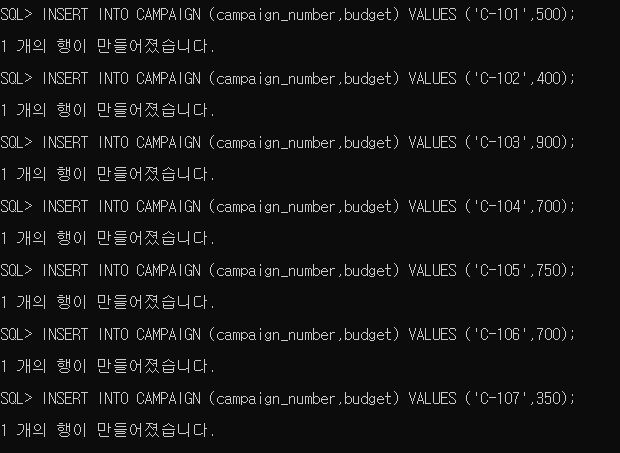 SQL> INSERT INTO CAMPAIGN (campaign_number,budget) VALUES ('C-101',500);
1 개의 행이 만들어졌습니다.
SQL> INSERT INTO CAMPAIGN (campaign_number,budget) VALUES ('C-102',400);
1 개의 행이 만들어졌습니다.
SQL> INSERT INTO CAMPAIGN (campaign_number,budget) VALUES ('C-103',900);
1 개의 행이 만들어졌습니다.
SQL> INSERT INTO CAMPAIGN (campaign_number,budget) VALUES ('C-104',700);
1 개의 행이 만들어졌습니다.
SQL> INSERT INTO CAMPAIGN (campaign_number,budget) VALUES ('C-105',750);
1 개의 행이 만들어졌습니다.
SQL> INSERT INTO CAMPAIGN (campaign_number,budget) VALUES ('C-106',700);
1 개의 행이 만들어졌습니다.
SQL> INSERT INTO CAMPAIGN (campaign_number,budget) VALUES ('C-107',350);
1 개의 행이 만들어졌습니다.